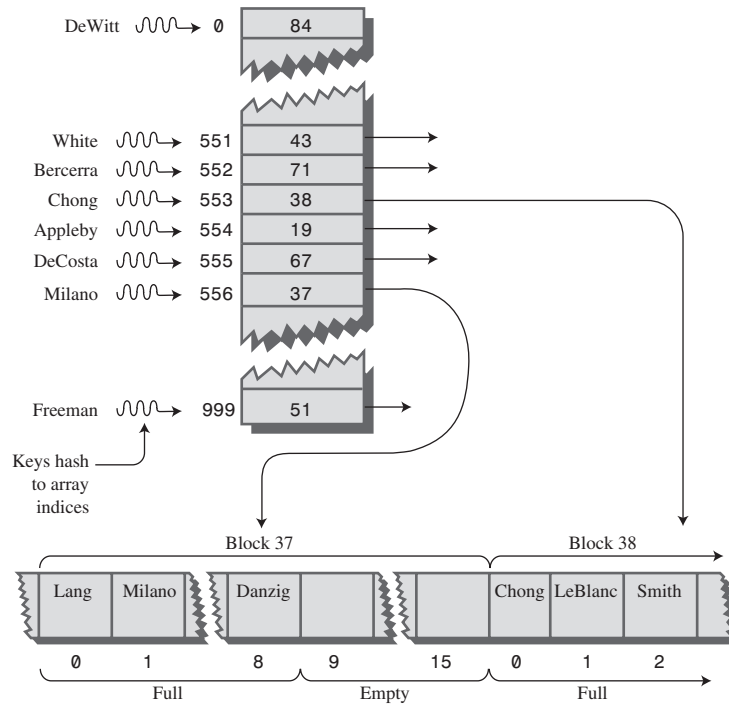 DeWitt 0 84
White 551 43
Bercerra 552 71
Chong 553 38
Appleby 554 19
DeCosta 555 67
Milano 556 37
Freeman 999 51
Keys hash
to array
indices
Block 37 Block 38
Lang Milano Danzig Chong LeBlanc Smith
0 1 8 9 15 0 1 2
Full Empty Full